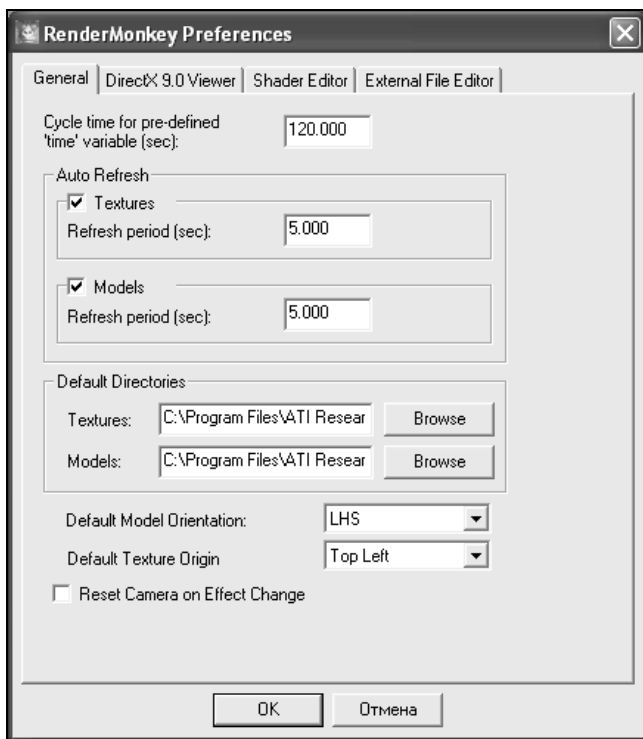 RenderMonkey Preferences
General DirectX 9.0 Viewer Shader Editor External File Editor
Cycle time for pre-defined
'time' variable (sec): 120.000
Auto Refresh
Textures
Refresh period (sec): 5.000
Models
Refresh period (sec): 5.000
Default Directories
Textures: C:\Program Files\ATI Resear Browse
Models: C:\Program Files\ATI Resear Browse
Default Model Orientation: LHS
Default Texture Origin Top Left
Reset Camera on Effect Change
OK Отмена